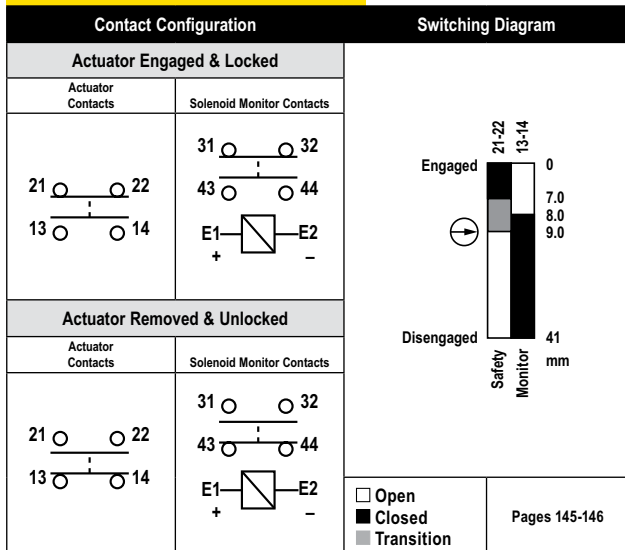 Contact Configuration
Switching Diagram
Actuator Engaged & Locked
Actuator
Contacts
Solenoid Monitor Contacts
21 22
13 14
31 32
43 44
E1 E2
+ –
Actuator Removed & Unlocked
Actuator
Contacts
Solenoid Monitor Contacts
21 22
13 14
31 32
43 44
E1 E2
+ –
21-22
13-14
Engaged 0
7.0
8.0
9.0
Disengaged 41
mm
Safety
Monitor
Open
Closed
Transition
Pages 145-146